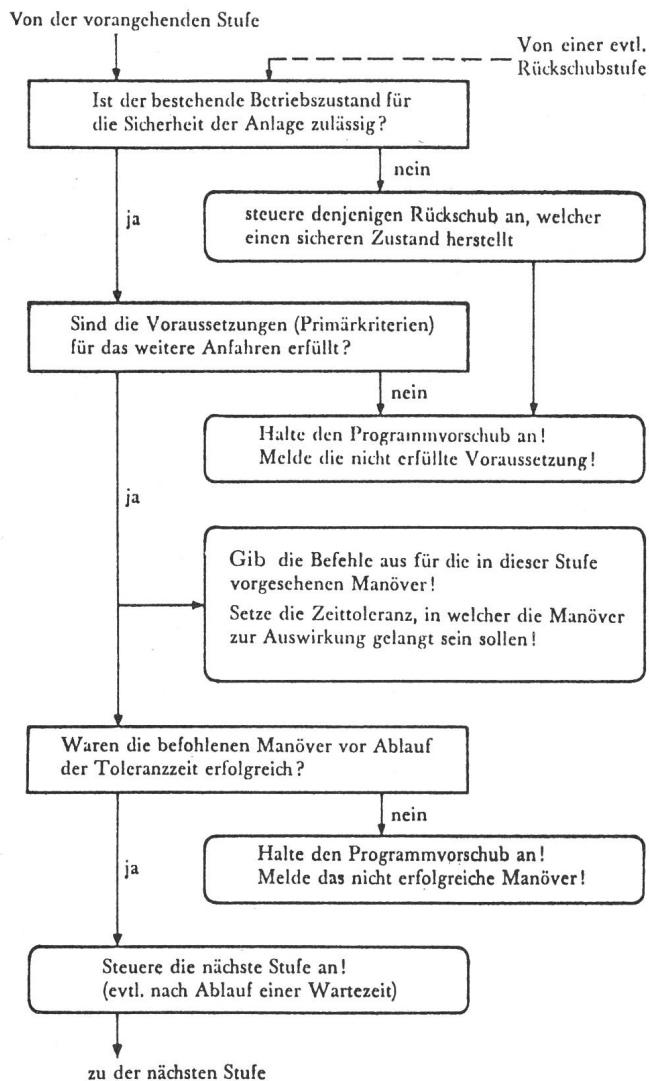 Von der vorangehenden Stufe
Von einer evtl.
Rückschubstufe
Ist der bestehende Betriebszustand für
die Sicherheit der Anlage zulässig?
nein
ja
steuere denjenigen Rückschub an, welcher
einen sicheren Zustand herstellt
Sind die Voraussetzungen (Primärkriterien)
für das weitere Anfahren erfüllt?
nein
Halte den Programmvorschub an!
Melde die nicht erfüllte Voraussetzung!
ja
Gib die Befehle aus für die in dieser Stufe
vorgesehenen Manöver!
Setze die Zeittoleranz, in welcher die Manöver
zur Auswirkung gelangt sein sollen!
Waren die befohlenen Manöver vor Ablauf
der Toleranzzeit erfolgreich?
nein
ja
Halte den Programmvorschub an!
Melde das nicht erfolgreiche Manöver!
Steuere die nächste Stufe an!
(evtl. nach Ablauf einer Wartezeit)
zu der nächsten Stufe